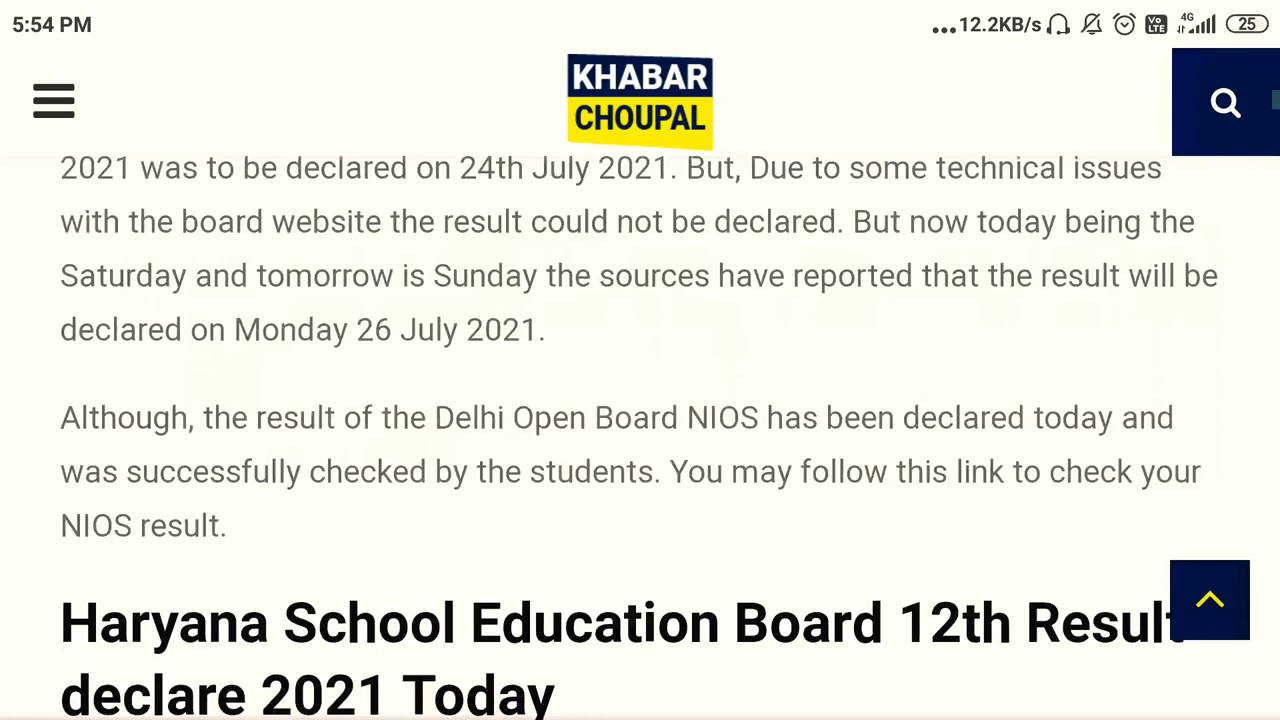 5:54 PM
...12.2KB/s
Vo
LTE
4G
25
KHABAR
CHOUPAL
2021 was to be declared on 24th July 2021. But, Due to some technical issues
with the board website the result could not be declared. But now today being the
Saturday and tomorrow is Sunday the sources have reported that the result will be
declared on Monday 26 July 2021.
Although, the result of the Delhi Open Board NIOS has been declared today and
was successfully checked by the students. You may follow this link to check your
NIOS result.
Haryana School Education Board 12th Result
declare 2021 Today